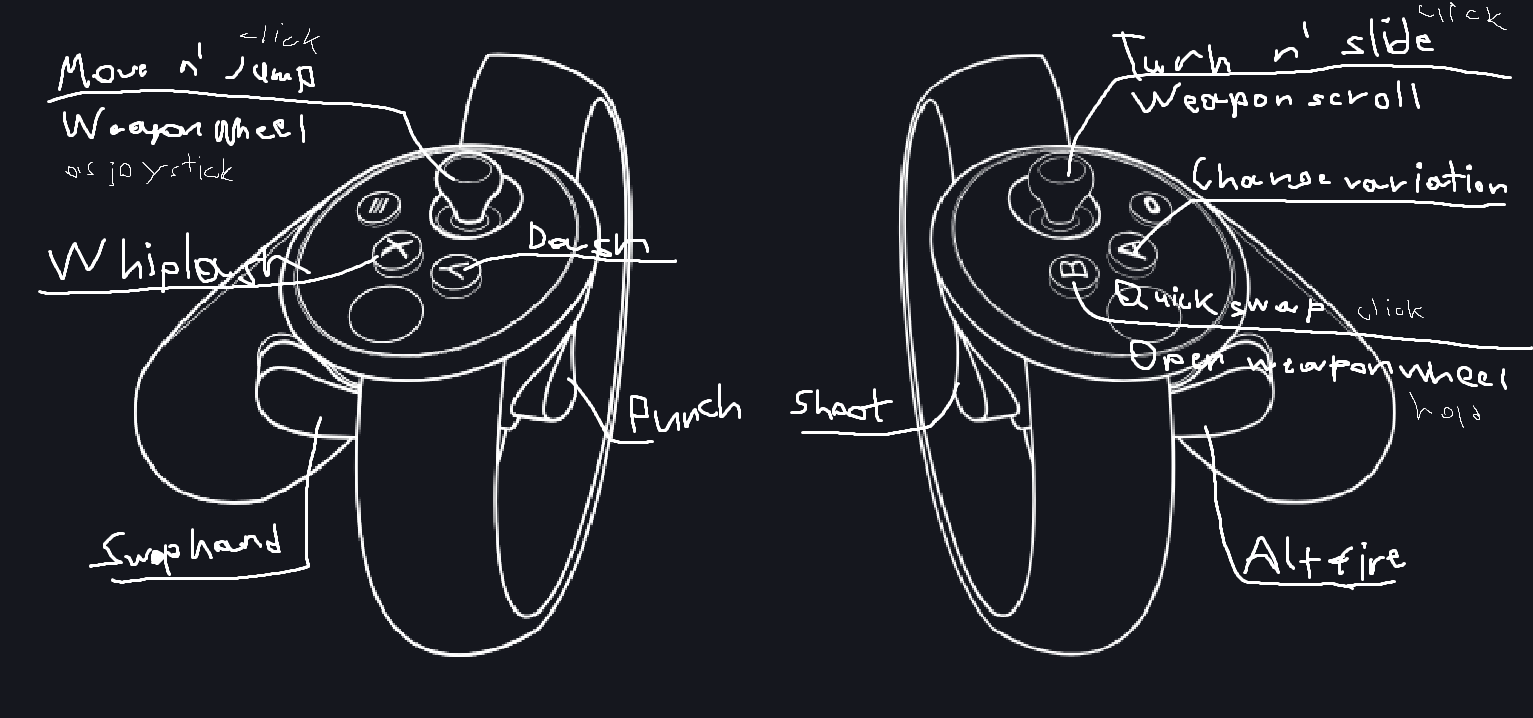 click
Move n' Jump
Weapon wheel
as joystick
Whiplash
X
Y
Dash
Punch
Swap hand
click
Turn n' slide
Weapon scroll
Change variation
A
B
Quick swap click
Open weapon wheel
hold
Shoot
Alt fire